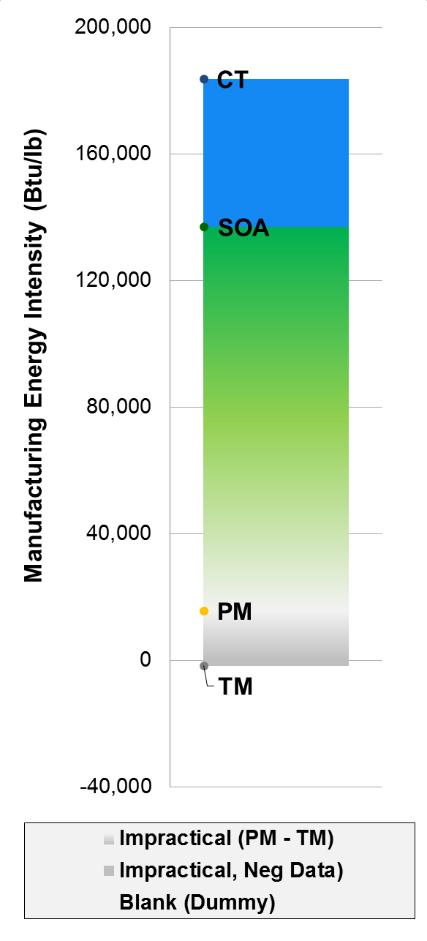 200,000
CT
160,000
SOA
120,000
80,000
40,000
PM
0
TM
-40,000
Manufacturing Energy Intensity (Btu/lb)
Impractical (PM - TM)
Impractical, Neg Data)
Blank (Dummy)